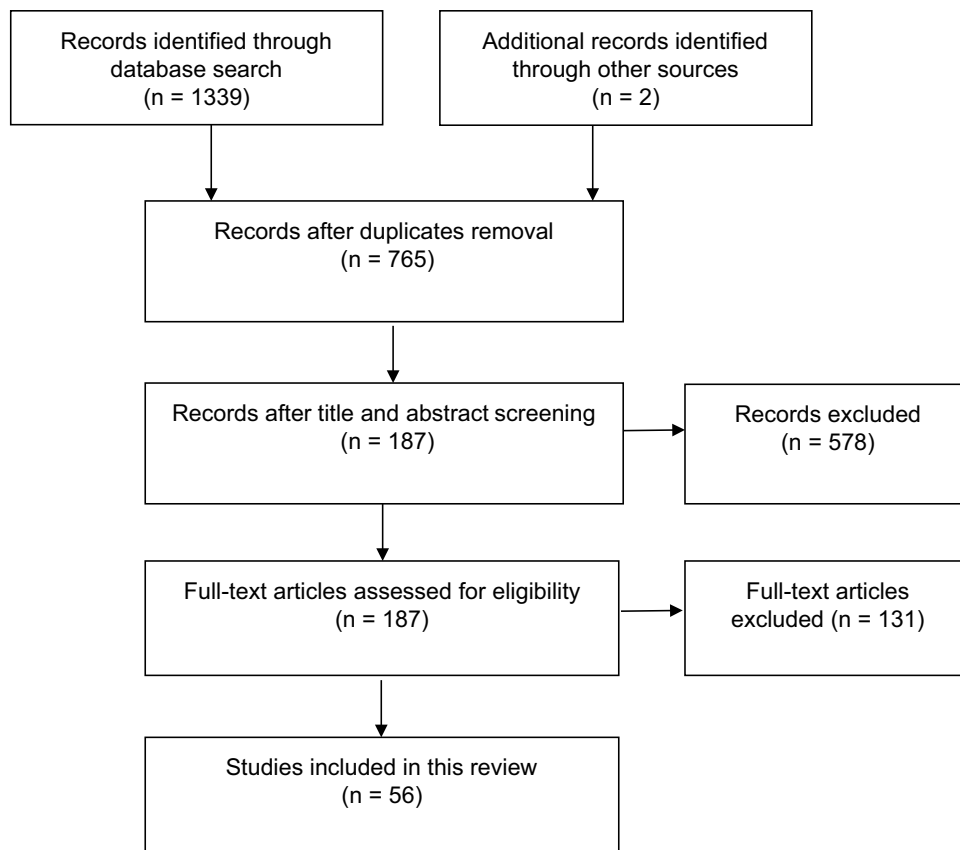 Records identified through
database search
(n = 1339)
Additional records identified
through other sources
(n = 2)
Records after duplicates removal
(n = 765)
Records after title and abstract screening
(n = 187)
Records excluded
(n = 578)
Full-text articles assessed for eligibility
(n = 187)
Full-text articles
excluded (n = 131)
Studies included in this review
(n = 56)